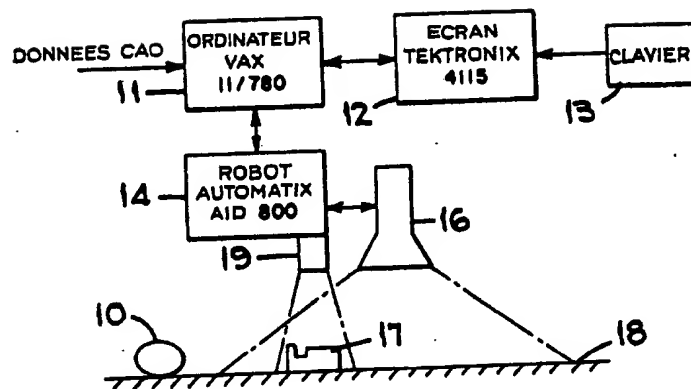 DONNEES CAO
ORDINATEUR
VAX
11/780
11
ECRAN
TEKTRONIX
4115
12
CLAVIER
13
ROBOT
AUTOMATIX
AID 800
14
16
19
10
17
18